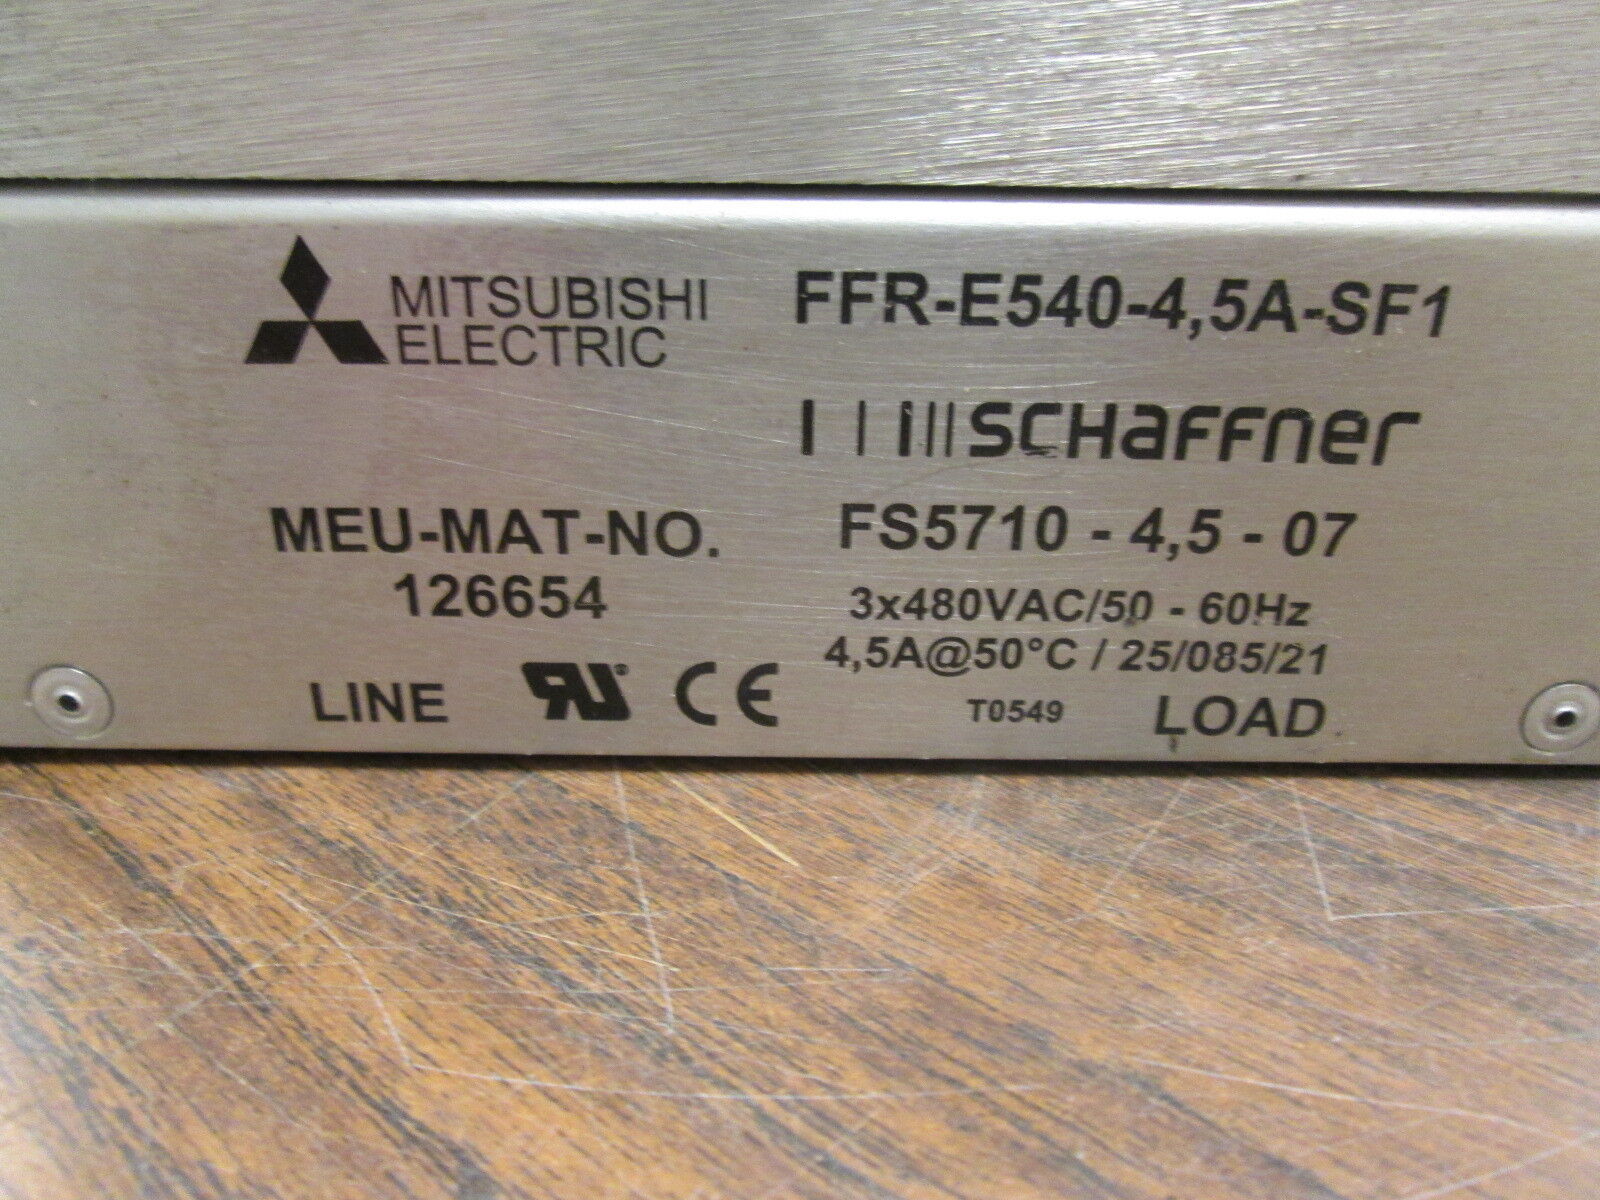 MITSUBISHI
ELECTRIC
FFR-E540-4,5A-SF1
SCHaFFner
MEU-MAT-NO.
126654
FS5710 - 4,5 - 07
3x480VAC/50 - 60Hz
4,5A@50°C / 25/085/21
LINE
RU® CE
T0549
LOAD